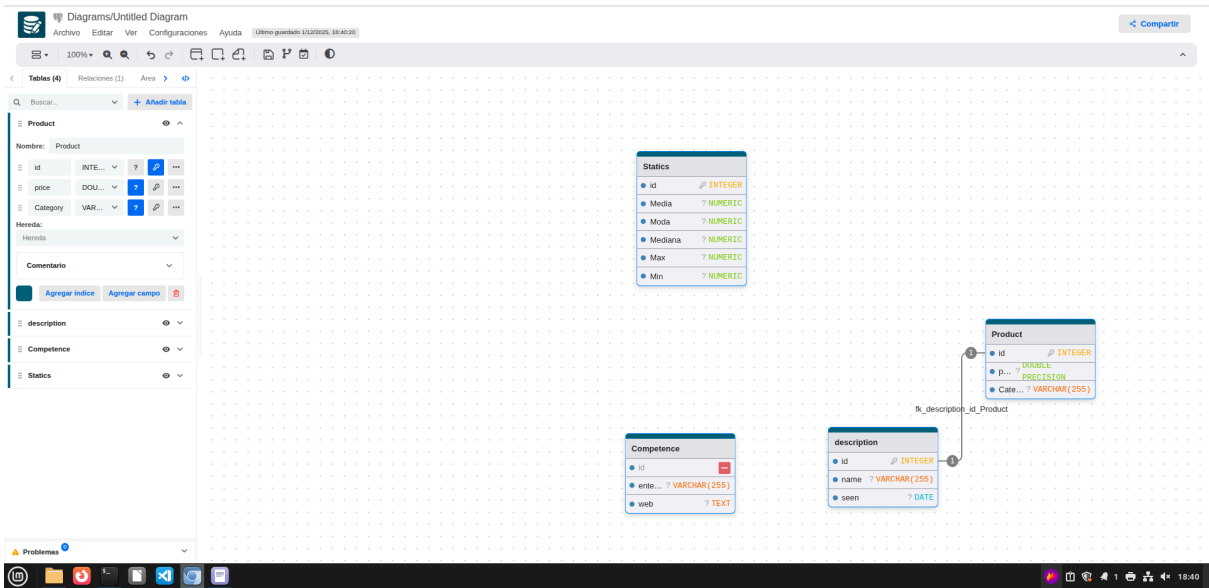 Diagrams/Untitled Diagram
Archivo Editar Ver Configuraciones Ayuda Último guardado 1/12/2025, 18:40:20
Compartir
100%
Tablas (4) Relaciones (1) Área
Buscar... + Añadir tabla
Product
Nombre: Product
id INTE... ?
price DOU... ?
Category VAR... ?
Hereda:
Hereda
Comentario
Agregar índice Agregar campo
description
Competence
Statics
Problemas 0
Statics
id INTEGER
Media ? NUMERIC
Moda ? NUMERIC
Mediana ? NUMERIC
Max ? NUMERIC
Min ? NUMERIC
Product
id INTEGER
p... ? DOUBLE PRECISION
Cate... ? VARCHAR(255)
1
fk_description_id_Product
description
id INTEGER
1
name ? VARCHAR(255)
seen ? DATE
Competence
id
ente... ? VARCHAR(255)
web ? TEXT
1 18:40